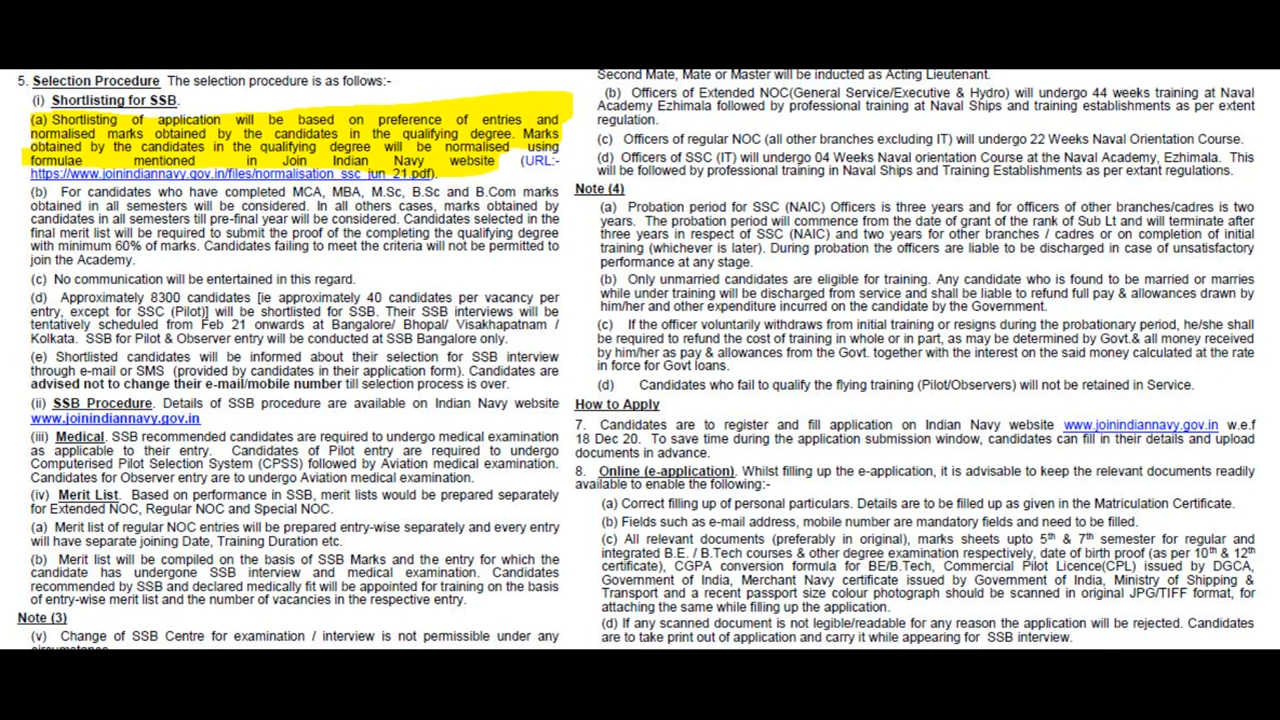 5. Selection Procedure The selection procedure is as follows:-
(i) Shortlisting for SSB.
(a) Shortlisting of application will be based on preference of entries and
normalised marks obtained by the candidates in the qualifying degree. Marks
obtained by the candidates in the qualifying degree will be normalised using
formulae mentioned in Join Indian Navy website (URL:-
https://www.joinindiannavy.gov.in/files/normalisation_ssc_jun_21.pdf).
(b) For candidates who have completed MCA, MBA, M.Sc, B.Sc and B.Com marks
obtained in all semesters will be considered. In all others cases, marks obtained by
candidates in all semesters till pre-final year will be considered. Candidates selected in the
final merit list will be required to submit the proof of the completing the qualifying degree
with minimum 60% of marks. Candidates failing to meet the criteria will not be permitted to
join the Academy.
(c) No communication will be entertained in this regard.
(d) Approximately 8300 candidates [ie approximately 40 candidates per vacancy per
entry, except for SSC (Pilot)] will be shortlisted for SSB. Their SSB interviews will be
tentatively scheduled from Feb 21 onwards at Bangalore/ Bhopal/ Visakhapatnam /
Kolkata. SSB for Pilot & Observer entry will be conducted at SSB Bangalore only.
(e) Shortlisted candidates will be informed about their selection for SSB interview
through e-mail or SMS (provided by candidates in their application form). Candidates are
advised not to change their e-mail/mobile number till selection process is over.
(ii) SSB Procedure. Details of SSB procedure are available on Indian Navy website
www.joinindiannavy.gov.in
(iii) Medical. SSB recommended candidates are required to undergo medical examination
as applicable to their entry. Candidates of Pilot entry are required to undergo
Computerised Pilot Selection System (CPSS) followed by Aviation medical examination.
Candidates for Observer entry are to undergo Aviation medical examination.
(iv) Merit List. Based on performance in SSB, merit lists would be prepared separately
for Extended NOC, Regular NOC and Special NOC.
(a) Merit list of regular NOC entries will be prepared entry-wise separately and every entry
will have separate joining Date, Training Duration etc.
(b) Merit list will be compiled on the basis of SSB Marks and the entry for which the
candidate has undergone SSB interview and medical examination. Candidates
recommended by SSB and declared medically fit will be appointed for training on the basis
of entry-wise merit list and the number of vacancies in the respective entry.
Note (3)
(v) Change of SSB Centre for examination / interview is not permissible under any
circumstance
Second Mate, Mate or Master will be inducted as Acting Lieutenant.
(b) Officers of Extended NOC(General Service/Executive & Hydro) will undergo 44 weeks training at Naval
Academy Ezhimala followed by professional training at Naval Ships and training establishments as per extent
regulation.
(c) Officers of regular NOC (all other branches excluding IT) will undergo 22 Weeks Naval Orientation Course.
(d) Officers of SSC (IT) will undergo 04 Weeks Naval orientation Course at the Naval Academy, Ezhimala. This
will be followed by professional training in Naval Ships and Training Establishments as per extant regulations.
Note (4)
(a) Probation period for SSC (NAIC) Officers is three years and for officers of other branches/cadres is two
years. The probation period will commence from the date of grant of the rank of Sub Lt and will terminate after
three years in respect of SSC (NAIC) and two years for other branches / cadres or on completion of initial
training (whichever is later). During probation the officers are liable to be discharged in case of unsatisfactory
performance at any stage.
(b) Only unmarried candidates are eligible for training. Any candidate who is found to be married or marries
while under training will be discharged from service and shall be liable to refund full pay & allowances drawn by
him/her and other expenditure incurred on the candidate by the Government.
(c) If the officer voluntarily withdraws from initial training or resigns during the probationary period, he/she shall
be required to refund the cost of training in whole or in part, as may be determined by Govt.& all money received
by him/her as pay & allowances from the Govt. together with the interest on the said money calculated at the rate
in force for Govt loans.
(d) Candidates who fail to qualify the flying training (Pilot/Observers) will not be retained in Service.
How to Apply
7. Candidates are to register and fill application on Indian Navy website www.joinindiannavy.gov.in w.e.f
18 Dec 20. To save time during the application submission window, candidates can fill in their details and upload
documents in advance.
8. Online (e-application). Whilst filling up the e-application, it is advisable to keep the relevant documents readily
available to enable the following:-
(a) Correct filling up of personal particulars. Details are to be filled up as given in the Matriculation Certificate.
(b) Fields such as e-mail address, mobile number are mandatory fields and need to be filled.
(c) All relevant documents (preferably in original), marks sheets upto 5th & 7th semester for regular and
integrated B.E. / B.Tech courses & other degree examination respectively, date of birth proof (as per 10th & 12th
certificate), CGPA conversion formula for BE/B.Tech, Commercial Pilot Licence(CPL) issued by DGCA,
Government of India, Merchant Navy certificate issued by Government of India, Ministry of Shipping &
Transport and a recent passport size colour photograph should be scanned in original JPG/TIFF format, for
attaching the same while filling up the application.
(d) If any scanned document is not legible/readable for any reason the application will be rejected. Candidates
are to take print out of application and carry it while appearing for SSB interview.